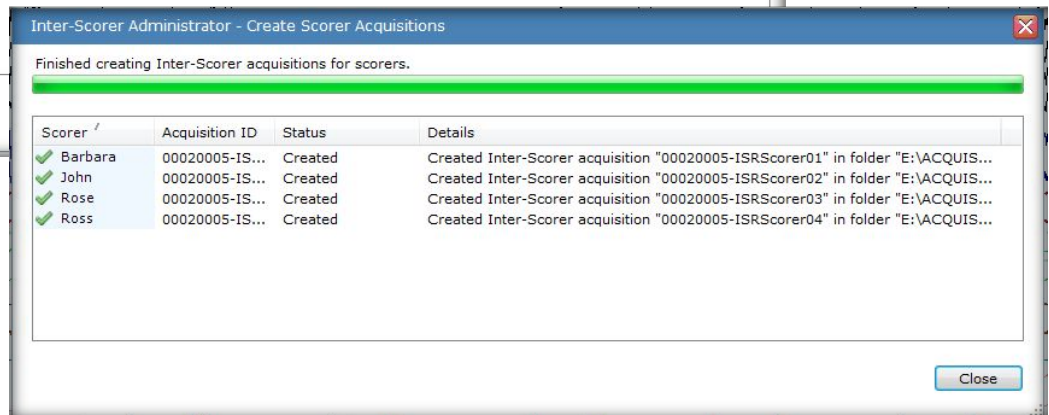 Inter-Scorer Administrator - Create Scorer Acquisitions
Finished creating Inter-Scorer acquisitions for scorers.
Scorer Acquisition ID Status Details
Barbara 00020005-IS... Created Created Inter-Scorer acquisition "00020005-ISRScorer01" in folder "E:\ACQUIS...
John 00020005-IS... Created Created Inter-Scorer acquisition "00020005-ISRScorer02" in folder "E:\ACQUIS...
Rose 00020005-IS... Created Created Inter-Scorer acquisition "00020005-ISRScorer03" in folder "E:\ACQUIS...
Ross 00020005-IS... Created Created Inter-Scorer acquisition "00020005-ISRScorer04" in folder "E:\ACQUIS...
Close